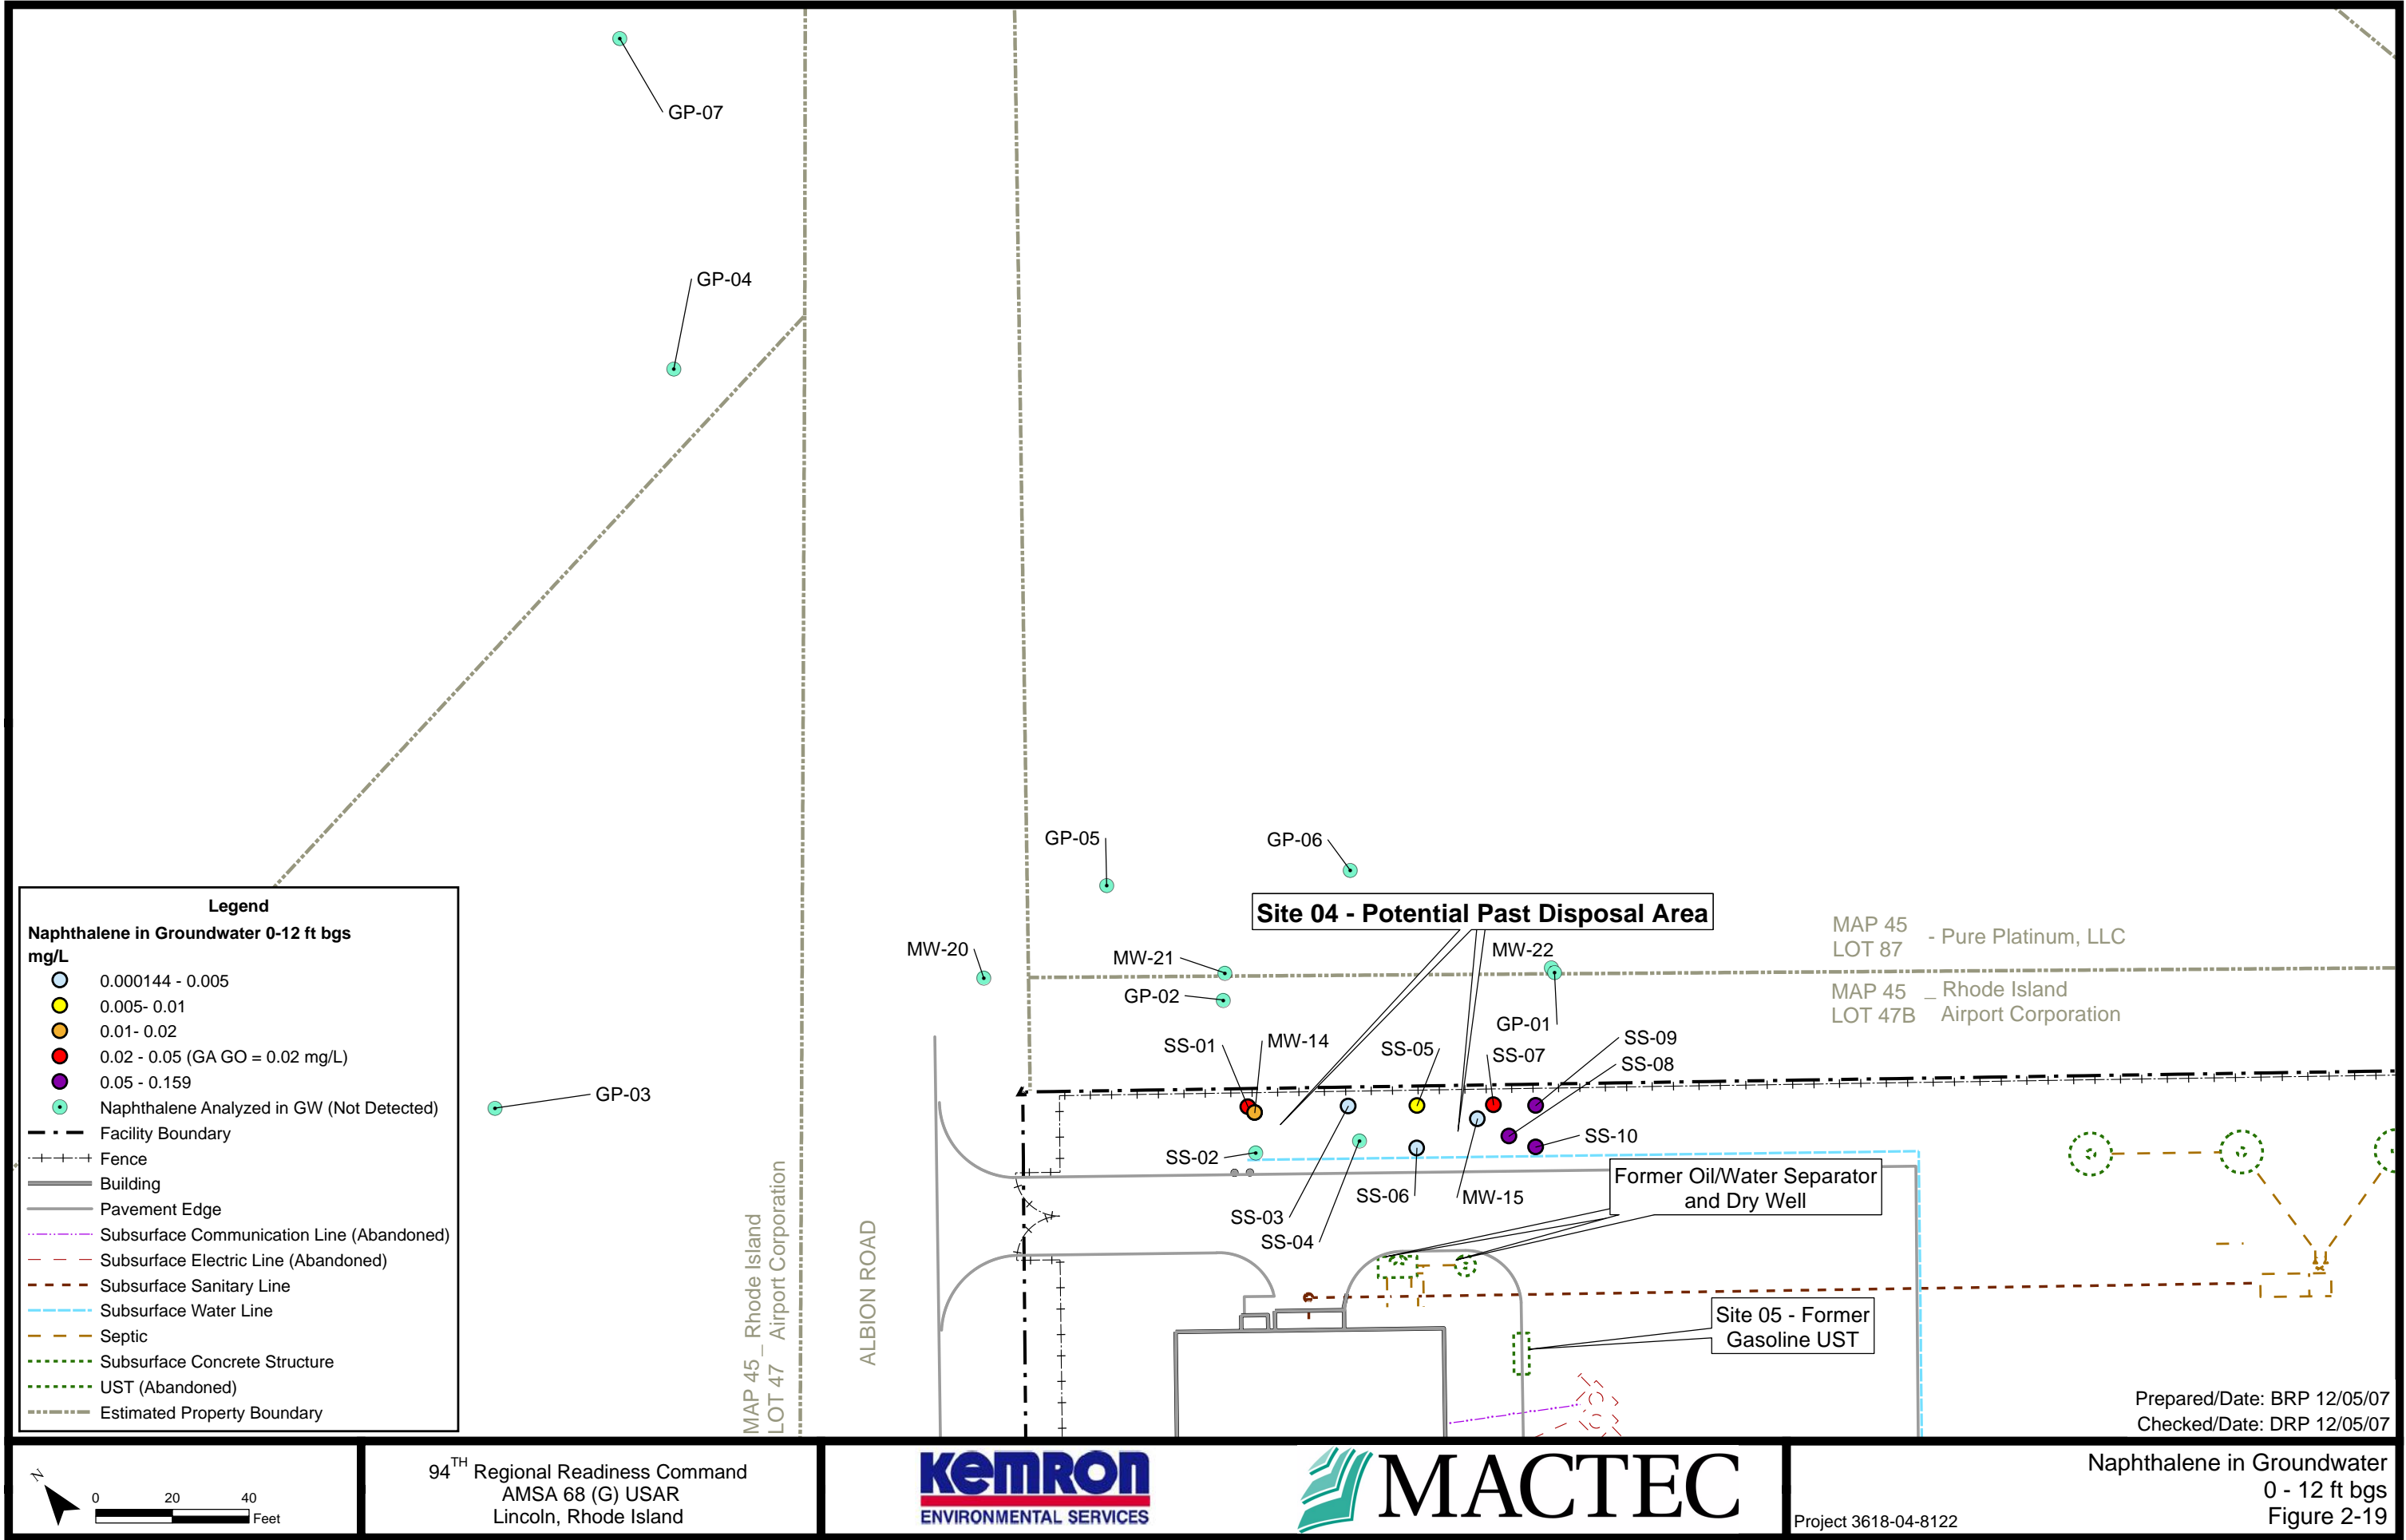 GP-07
GP-04
GP-05
GP-06
Site 04 - Potential Past Disposal Area
MW-20
MW-21
MW-22
GP-02
GP-01
MAP 45
LOT 87
- Pure Platinum, LLC
MAP 45 _ Rhode Island
LOT 47B Airport Corporation
SS-01
MW-14
SS-05
SS-07
SS-09
SS-08
GP-03
SS-02
SS-10
SS-06
MW-15
SS-03
SS-04
Former Oil/Water Separator
and Dry Well
Site 05 - Former
Gasoline UST
MAP 45 _ Rhode Island
LOT 47 Airport Corporation
ALBION ROAD
Legend
Naphthalene in Groundwater 0-12 ft bgs
mg/L
0.000144 - 0.005
0.005- 0.01
0.01- 0.02
0.02 - 0.05 (GA GO = 0.02 mg/L)
0.05 - 0.159
Naphthalene Analyzed in GW (Not Detected)
Facility Boundary
Fence
Building
Pavement Edge
Subsurface Communication Line (Abandoned)
Subsurface Electric Line (Abandoned)
Subsurface Sanitary Line
Subsurface Water Line
Septic
Subsurface Concrete Structure
UST (Abandoned)
Estimated Property Boundary
Prepared/Date: BRP 12/05/07
Checked/Date: DRP 12/05/07
N
0 20 40
Feet
94TH Regional Readiness Command
AMSA 68 (G) USAR
Lincoln, Rhode Island
KEMRON
ENVIRONMENTAL SERVICES
MACTEC
Project 3618-04-8122
Naphthalene in Groundwater
0 - 12 ft bgs
Figure 2-19